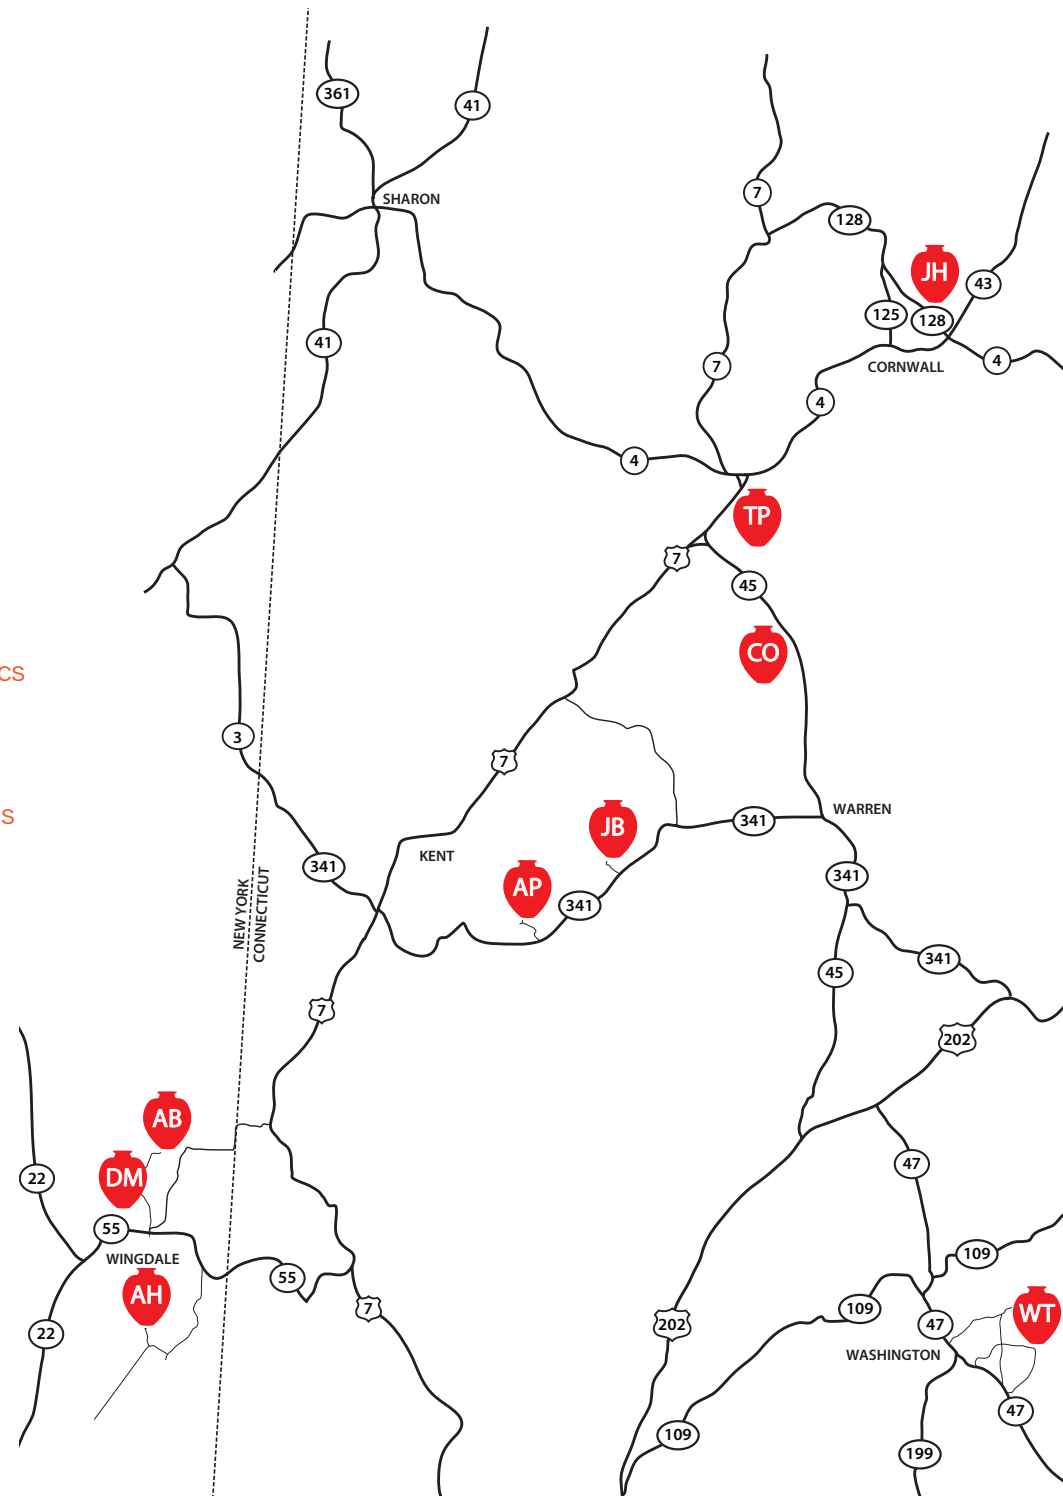 361
41
SHARON
7
128
JH
43
125
128
41
7
CORNWALL
4
4
4
TP
7
45
CO
CS
3
7
S
JB
341
WARREN
KENT
341
AP
341
341
NEW YORK
CONNECTICUT
341
45
7
202
AB
DM
22
47
55
WINGDALE
109
55
AH
7
109
WT
202
47
22
WASHINGTON
47
109
199